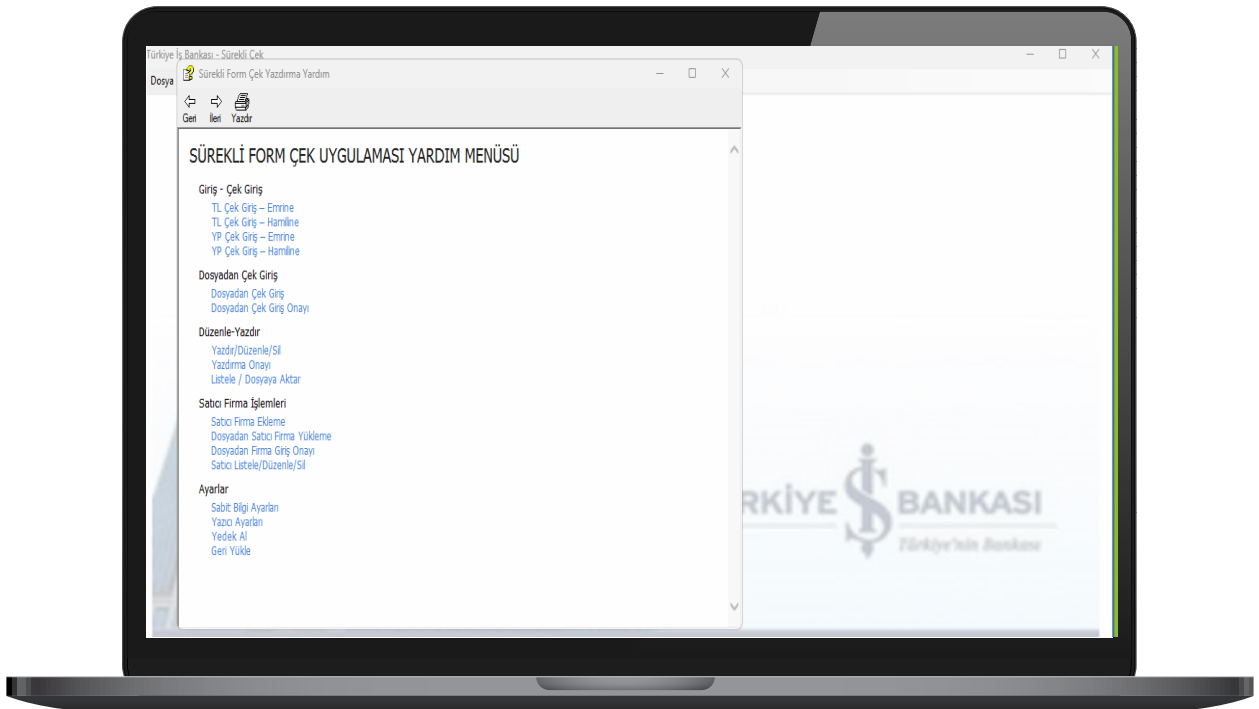 Türkiye İş Bankası - Sürekli Çek
Dosya
Sürekli Form Çek Yazdırma Yardım
Geri İleri Yazdır
SÜREKLİ FORM ÇEK UYGULAMASI YARDIM MENÜSÜ
Giriş - Çek Giriş
TL Çek Giriş – Emrine
TL Çek Giriş – Hamiline
YP Çek Giriş – Emrine
YP Çek Giriş – Hamiline
Dosyadan Çek Giriş
Dosyadan Çek Giriş
Dosyadan Çek Giriş Onayı
Düzenle-Yazdır
Yazdır/Düzenle/Sil
Yazdırma Onayı
Listele / Dosyaya Aktar
Satıcı Firma İşlemleri
Satıcı Firma Ekleme
Dosyadan Satıcı Firma Yükleme
Dosyadan Firma Giriş Onayı
Satıcı Listele/Düzenle/Sil
Ayarlar
Sabit Bilgi Ayarları
Yazıcı Ayarları
Yedek Al
Geri Yükle
RKİYE İŞ BANKASI
Türkiye'nin Bankası